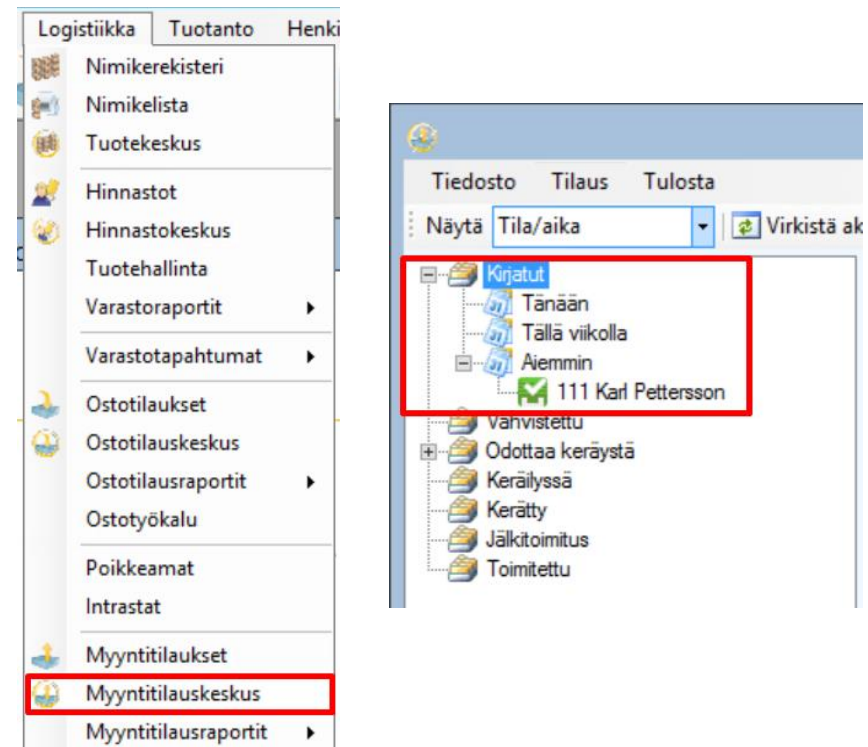 Logistiikka Tuotanto Henki
Nimikerekisteri
Nimikelista
Tuotekeskus
Hinnastot
Hinnastokeskus
Tuotehallinta
Varastoraportit
Varastotapahtumat
Ostotilaukset
Ostotilauskeskus
Ostotilausraportit
Ostotyökalu
Poikkeamat
Intrastat
Myyntitilaukset
Myyntitilauskeskus
Myyntitilausraportit
Tiedosto Tilaus Tulosta
Näytä Tila/aika Virkistä ak
Kirjatut
Tänään
Tällä viikolla
Aiemmin
111 Karl Pettersson
Vahvistettu
Odottaa keräystä
Keräilyssä
Kerätty
Jälkitoimitus
Toimitettu